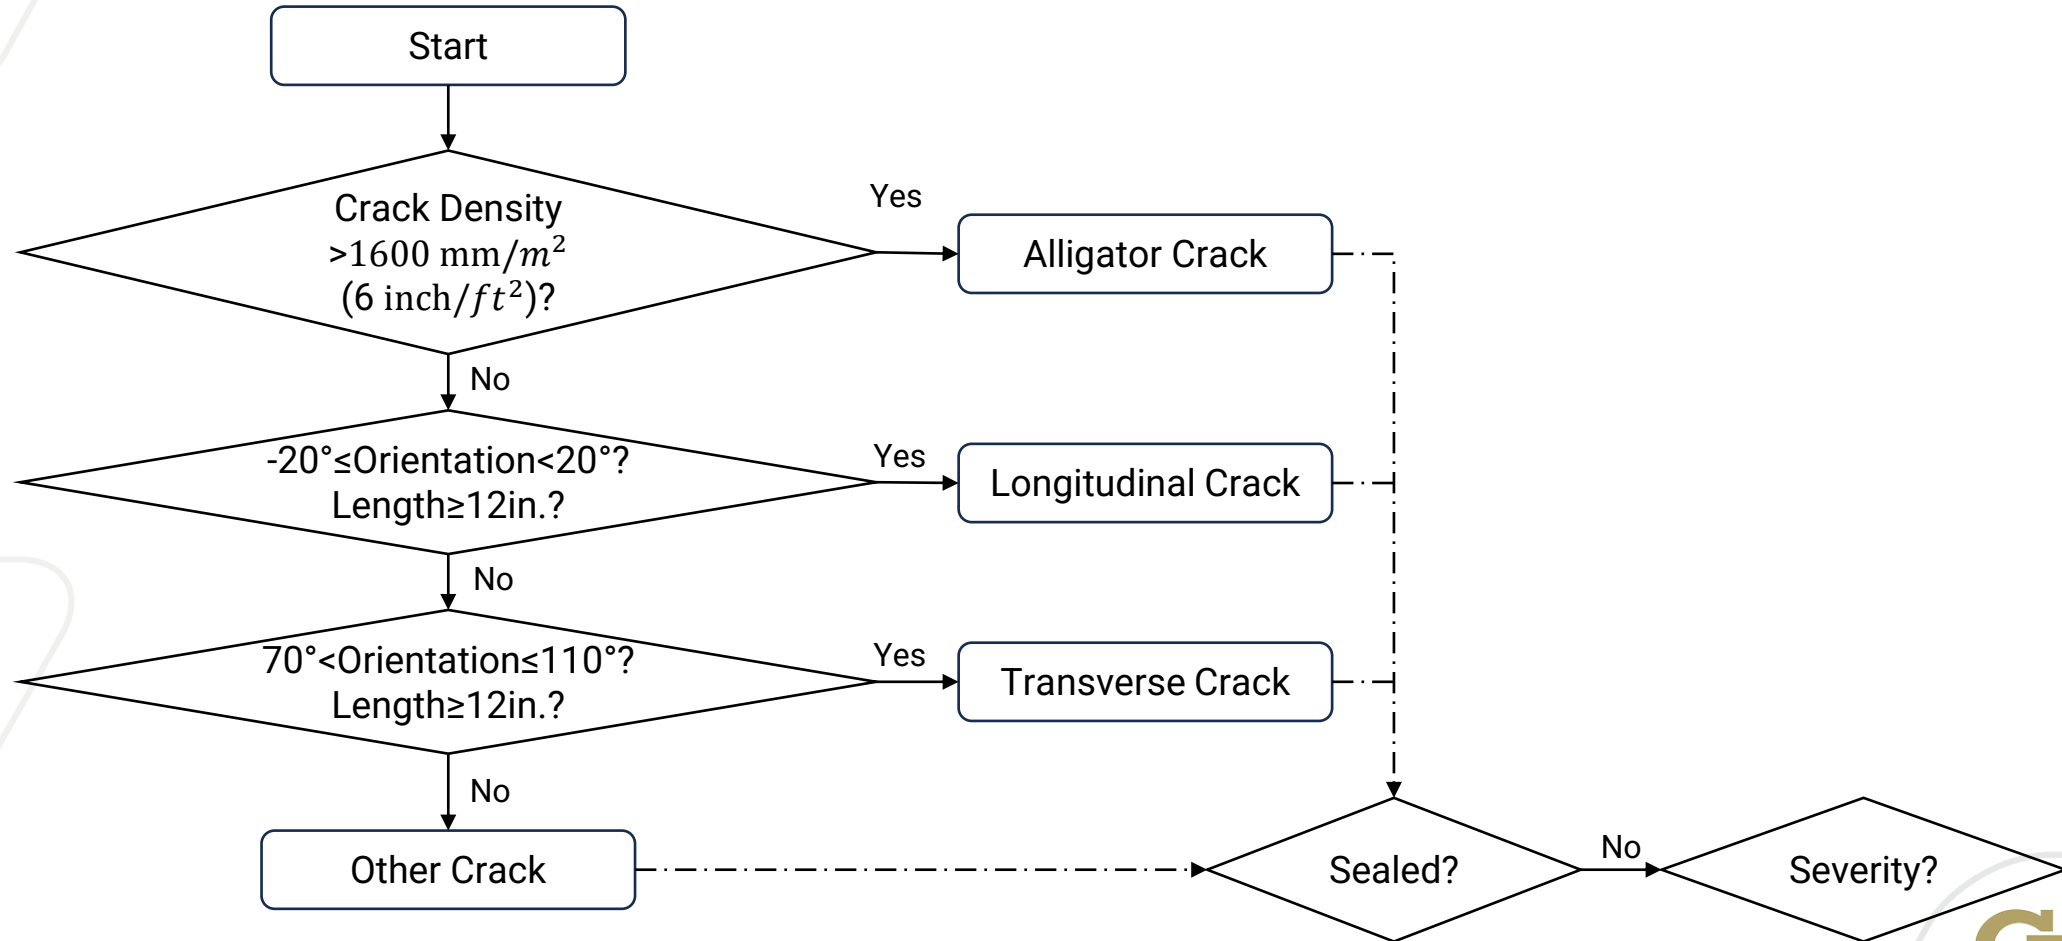 Start
Crack Density
>1600 mm/m²
(6 inch/ft²)?
Yes
Alligator Crack
No
-20°≤Orientation<20°?
Length≥12in.?
Yes
Longitudinal Crack
No
70°<Orientation≤110°?
Length≥12in.?
Yes
Transverse Crack
No
Other Crack
Sealed?
No
Severity?